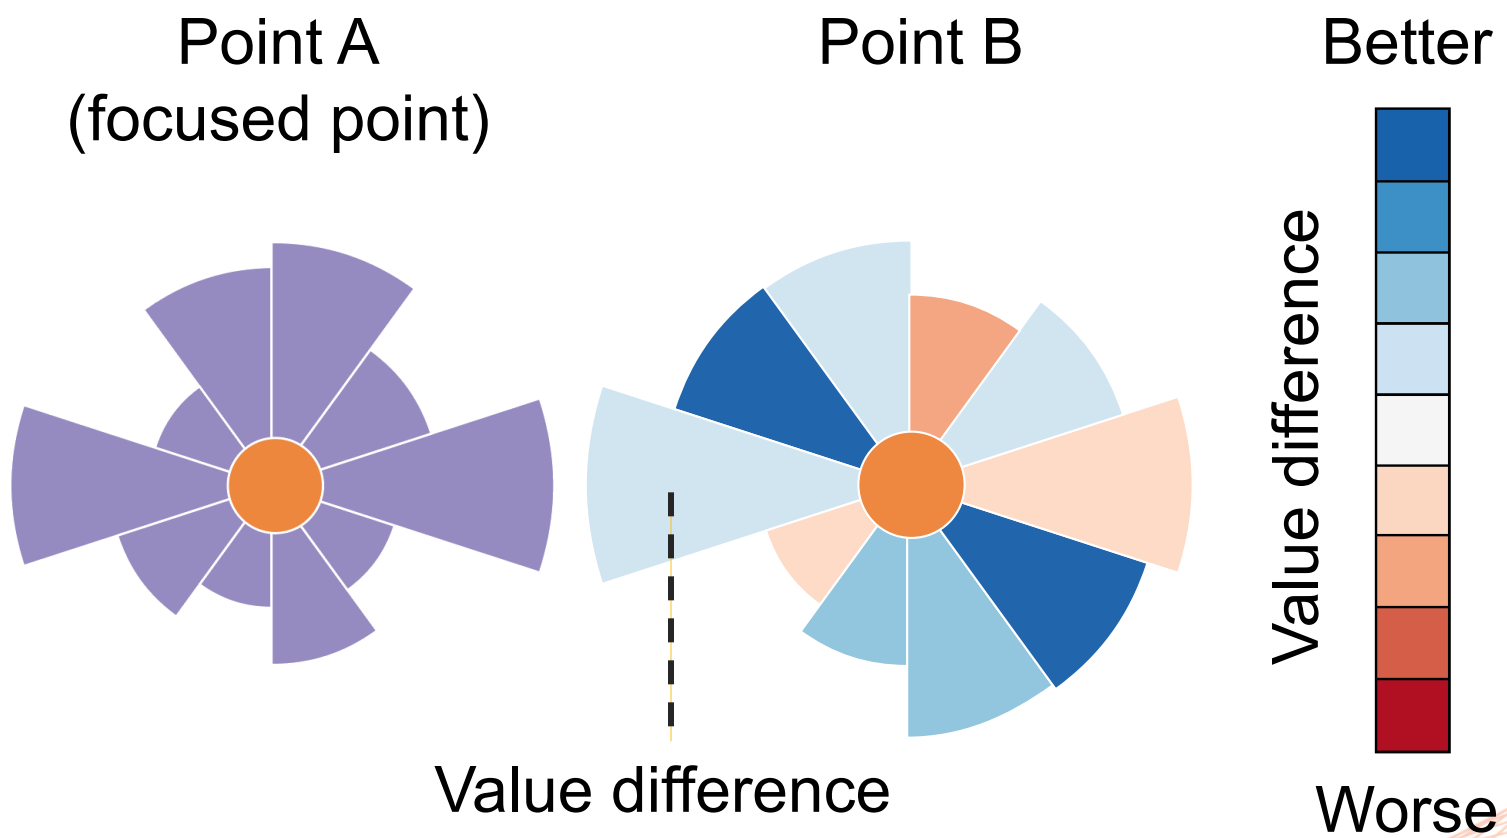 Point A
(focused point)
Point B
Better
Value difference
Worse
Value difference